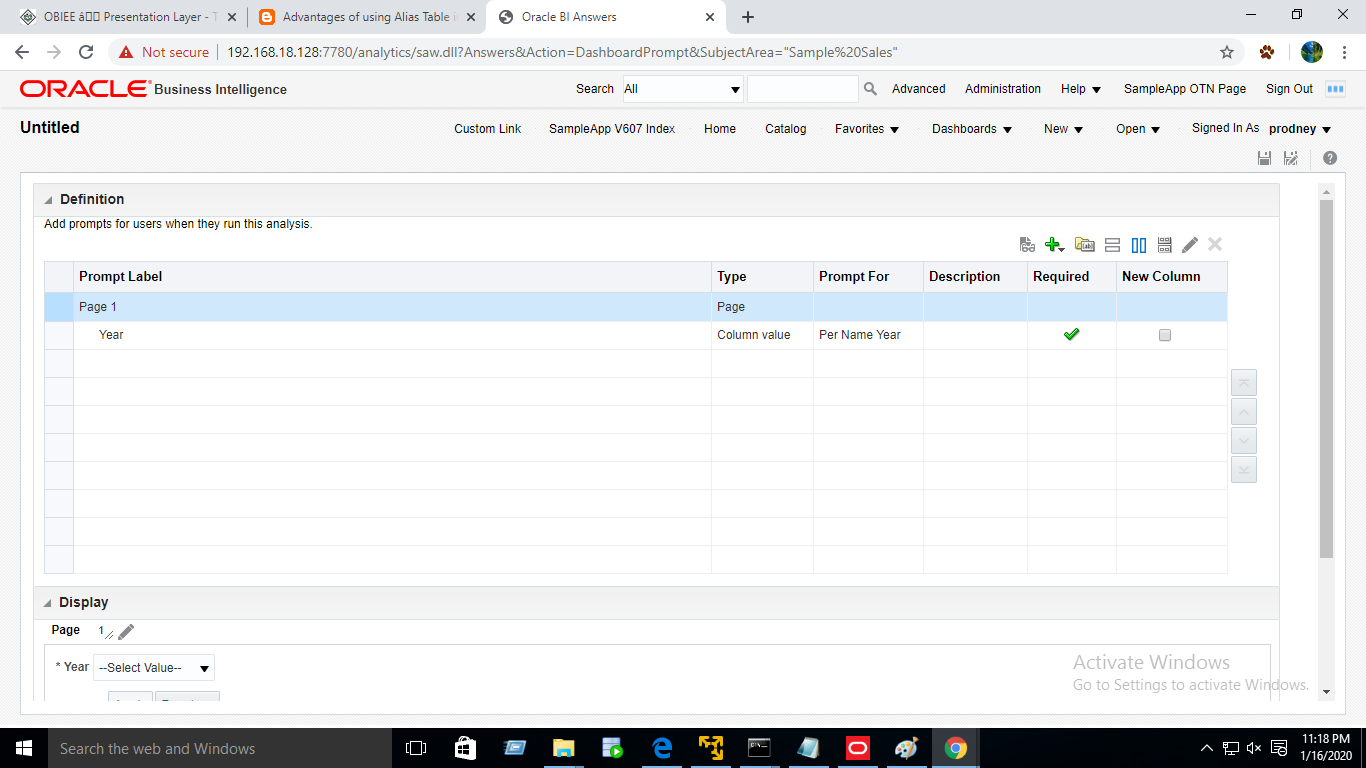 OBIEE â Presentation Layer - T
Advantages of using Alias Table i
Oracle BI Answers
Not secure
192.168.18.128:7780/analytics/saw.dll?Answers&Action=DashboardPrompt&SubjectArea="Sample%20Sales"
ORACLE Business Intelligence
Search All Advanced Administration Help SampleApp OTN Page Sign Out
Untitled
Custom Link SampleApp V607 Index Home Catalog Favorites Dashboards New Open Signed In As prodney
Definition
Add prompts for users when they run this analysis.
Prompt Label Type Prompt For Description Required New Column
Page 1 Page
Year Column value Per Name Year
Display
Page 1
* Year --Select Value--
Activate Windows
Go to Settings to activate Windows.
Search the web and Windows
11:18 PM
1/16/2020